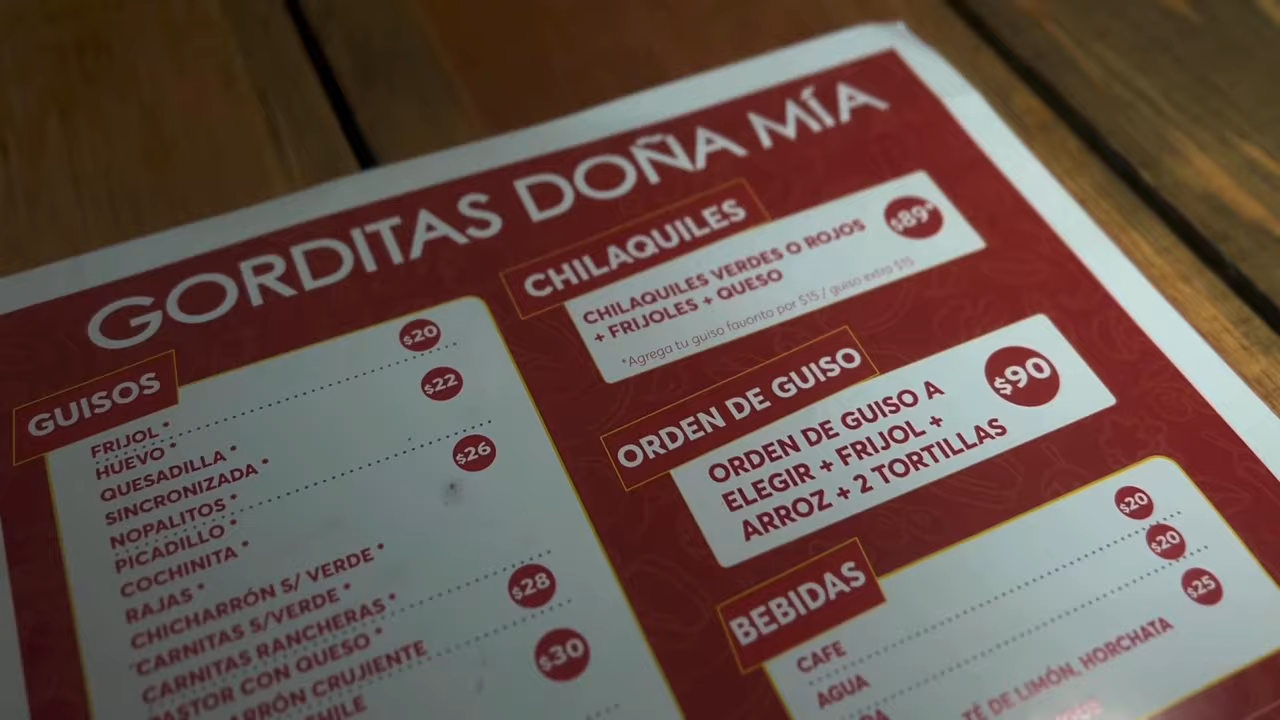 GORDITAS DOÑA MÍA
GUISOS
$20
FRIJOL *
HUEVO *
$22
QUESADILLA *
SINCRONIZADA *
NOPALITOS *
$26
PICADILLO *
COCHINITA *
RAJAS *
CHICHARRÓN S/ VERDE *
CARNITAS S/VERDE *
CARNITAS RANCHERAS *
$28
PASTOR CON QUESO *
$30
CRUJIENTE
CHILE
CHILAQUILES
CHILAQUILES VERDES O ROJOS
+ FRIJOLES + QUESO
$89*
*Agrega tu guiso favorito por $15 / guiso extra $15
ORDEN DE GUISO
ORDEN DE GUISO A
ELEGIR + FRIJOL +
ARROZ + 2 TORTILLAS
$90
BEBIDAS
CAFE
$20
AGUA
$20
TÉ DE LIMÓN, HORCHATA
$25